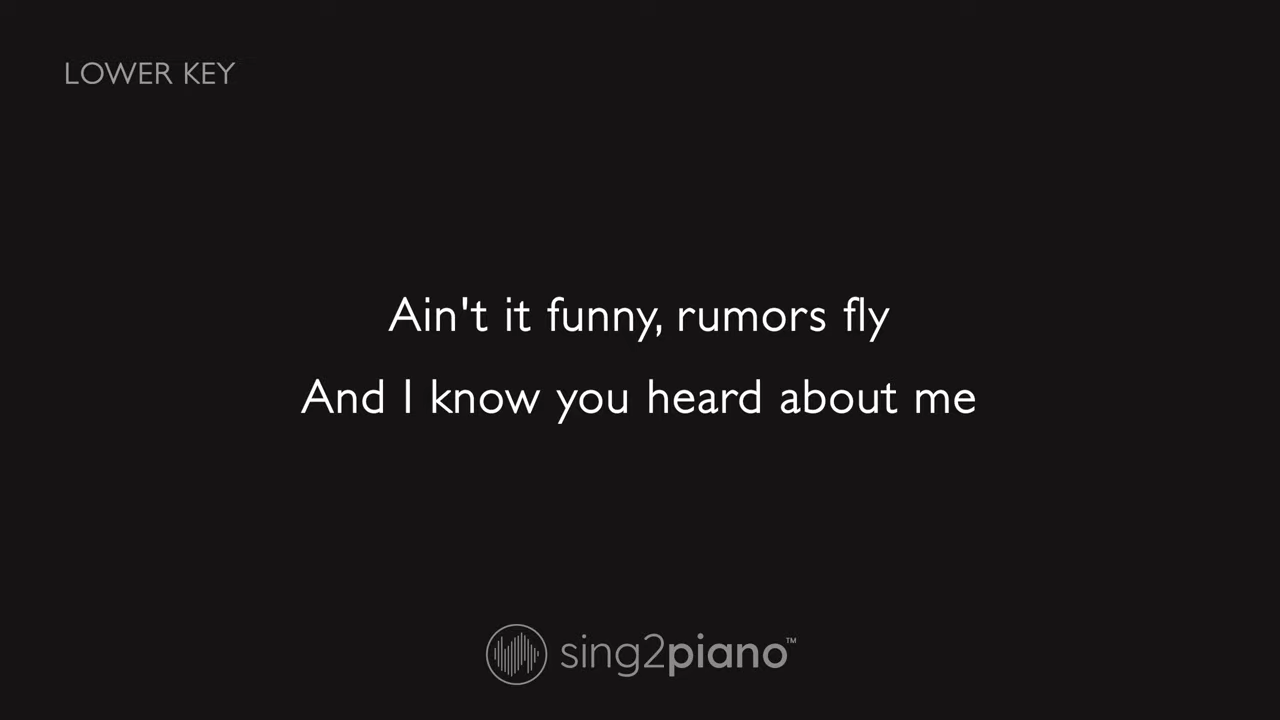 LOWER KEY
Ain't it funny, rumors fly
And I know you heard about me
sing2piano™